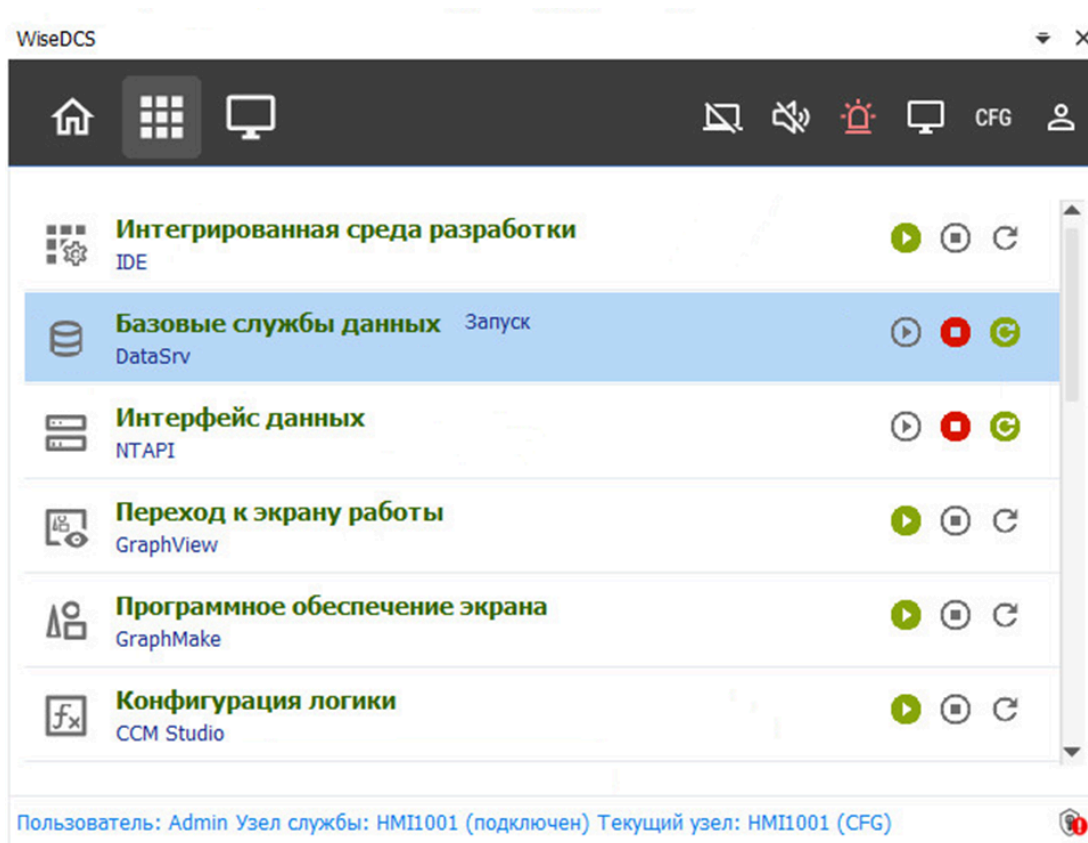 WiseDCS
CFG
Интегрированная среда разработки
IDE
Базовые службы данных Запуск
DataSrv
Интерфейс данных
NTAPI
Переход к экрану работы
GraphView
Программное обеспечение экрана
GraphMake
Конфигурация логики
CCM Studio
Пользователь: Admin Узел службы: HMI1001 (подключен) Текущий узел: HMI1001 (CFG)